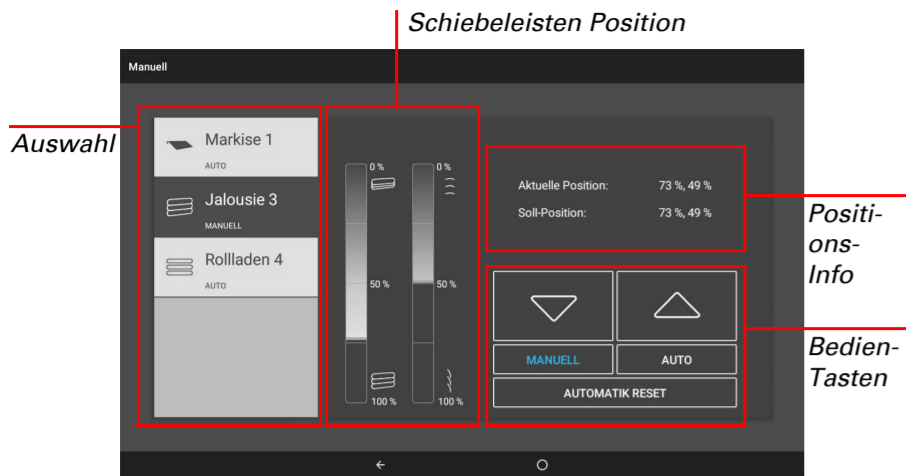 Schiebeleisten Position
Manuell
Auswahl
Markise 1
AUTO
Jalousie 3
MANUELL
Rollladen 4
AUTO
0 %
50 %
100 %
0 %
50 %
100 %
Aktuelle Position: 73 %, 49 %
Soll-Position: 73 %, 49 %
Positi-
ons-
Info
MANUELL
AUTO
AUTOMATIK RESET
Bedien-
Tasten